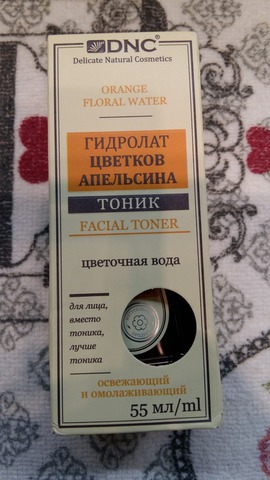 DNC®
Delicate Natural Cosmetics
ORANGE
FLORAL WATER
ГИДРОЛАТ
ЦВЕТКОВ
АПЕЛЬСИНА
ТОНИК
FACIAL TONER
цветочная вода
для лица,
вместо
тоника,
лучше
тоника
освежающий
и омолаживающий
55 мл/ml